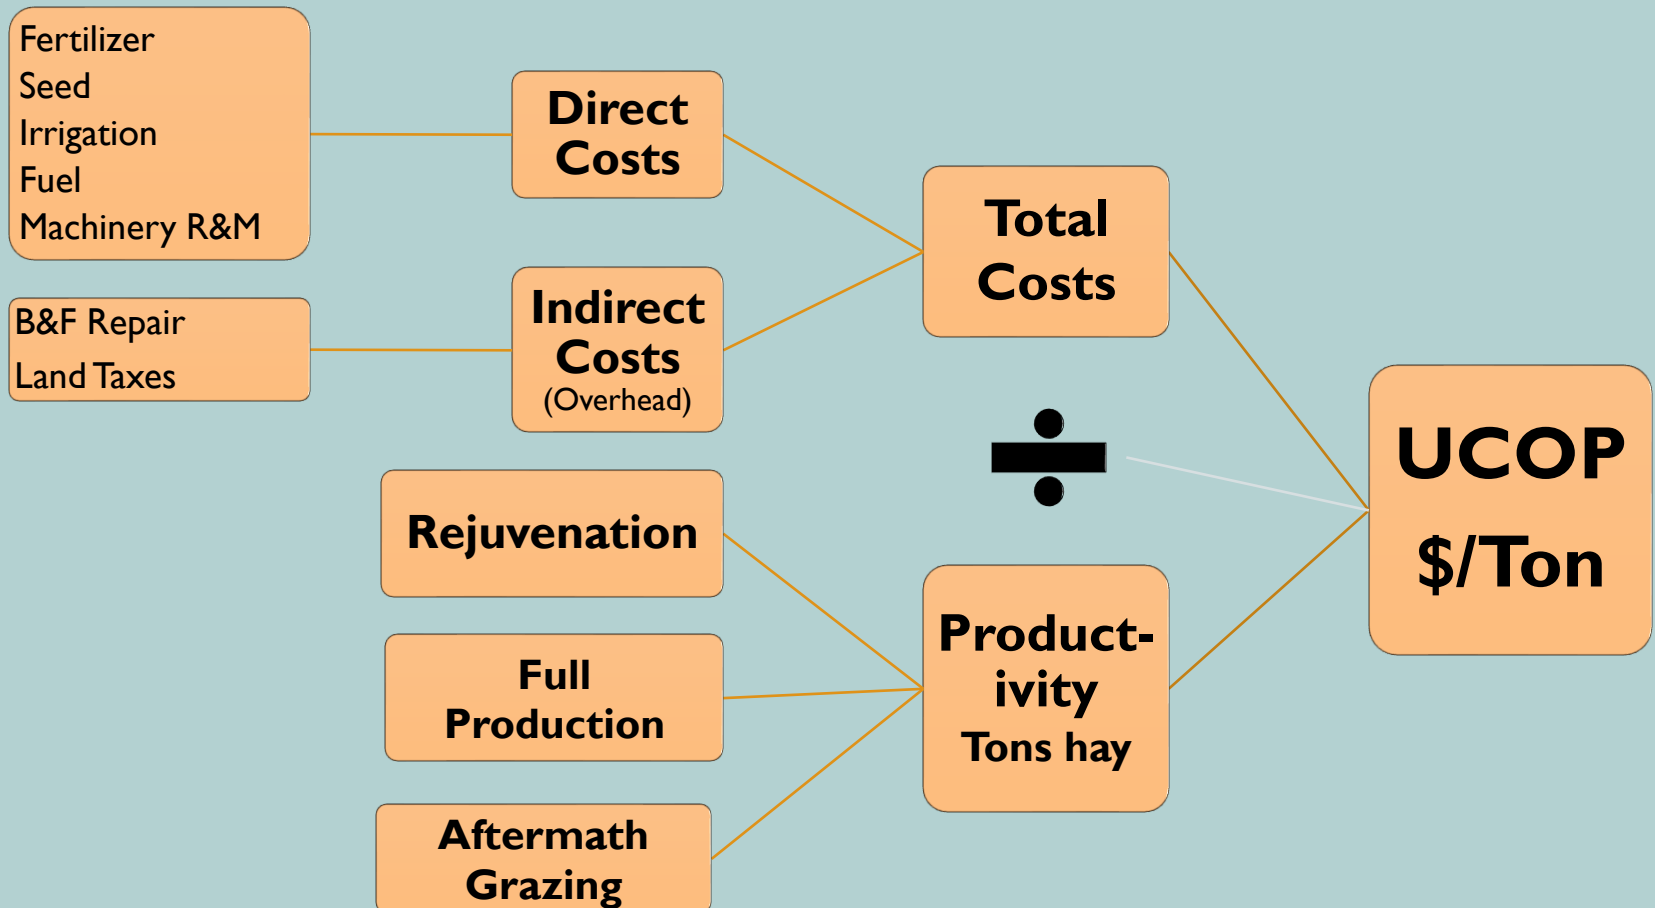 Fertilizer
Seed
Irrigation
Fuel
Machinery R&M
B&F Repair
Land Taxes
Direct
Costs
Indirect
Costs
(Overhead)
Rejuvenation
Full
Production
Aftermath
Grazing
Total
Costs
÷
Product-
ivity
Tons hay
UCOP
$/Ton